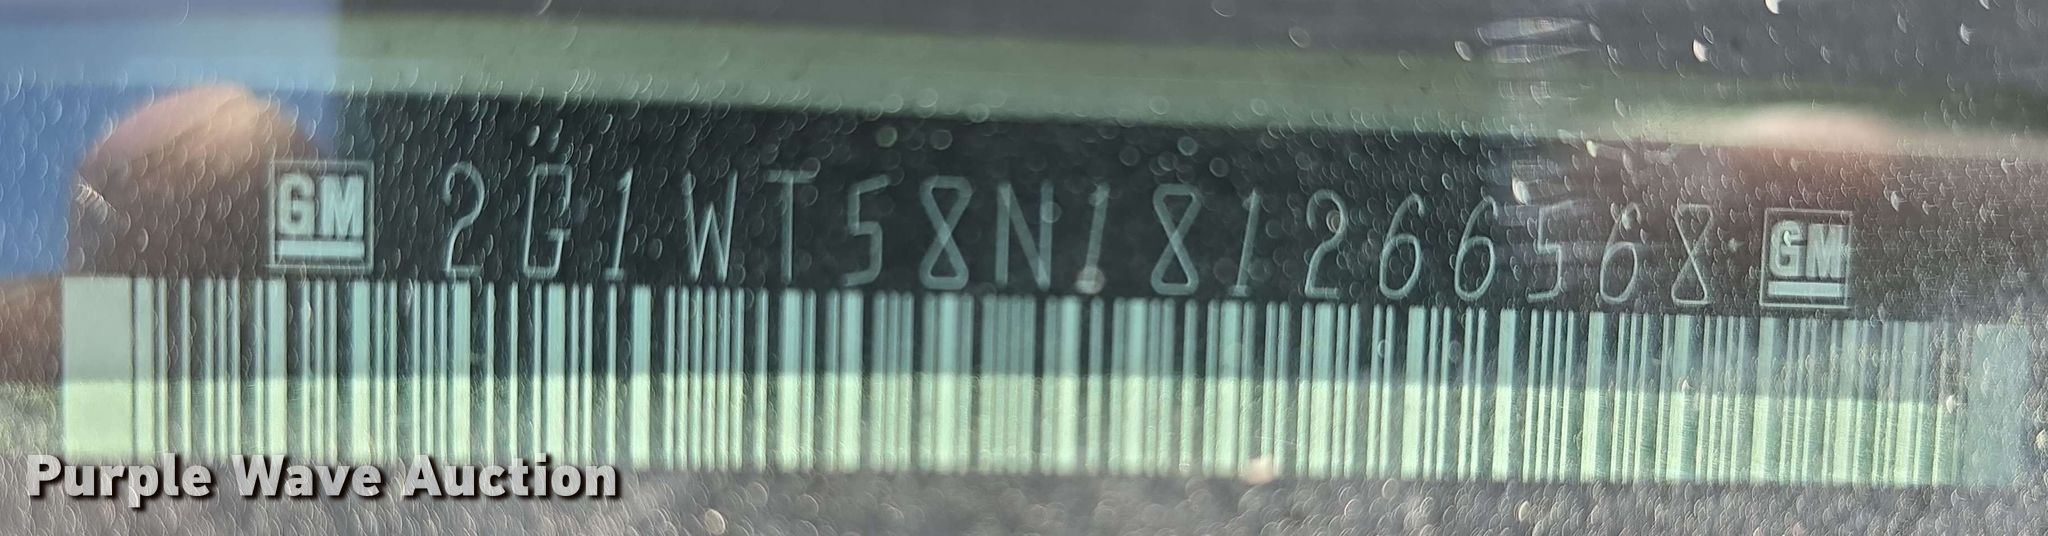 GM 2G1WT58N181266568 GM
Purple Wave Auction